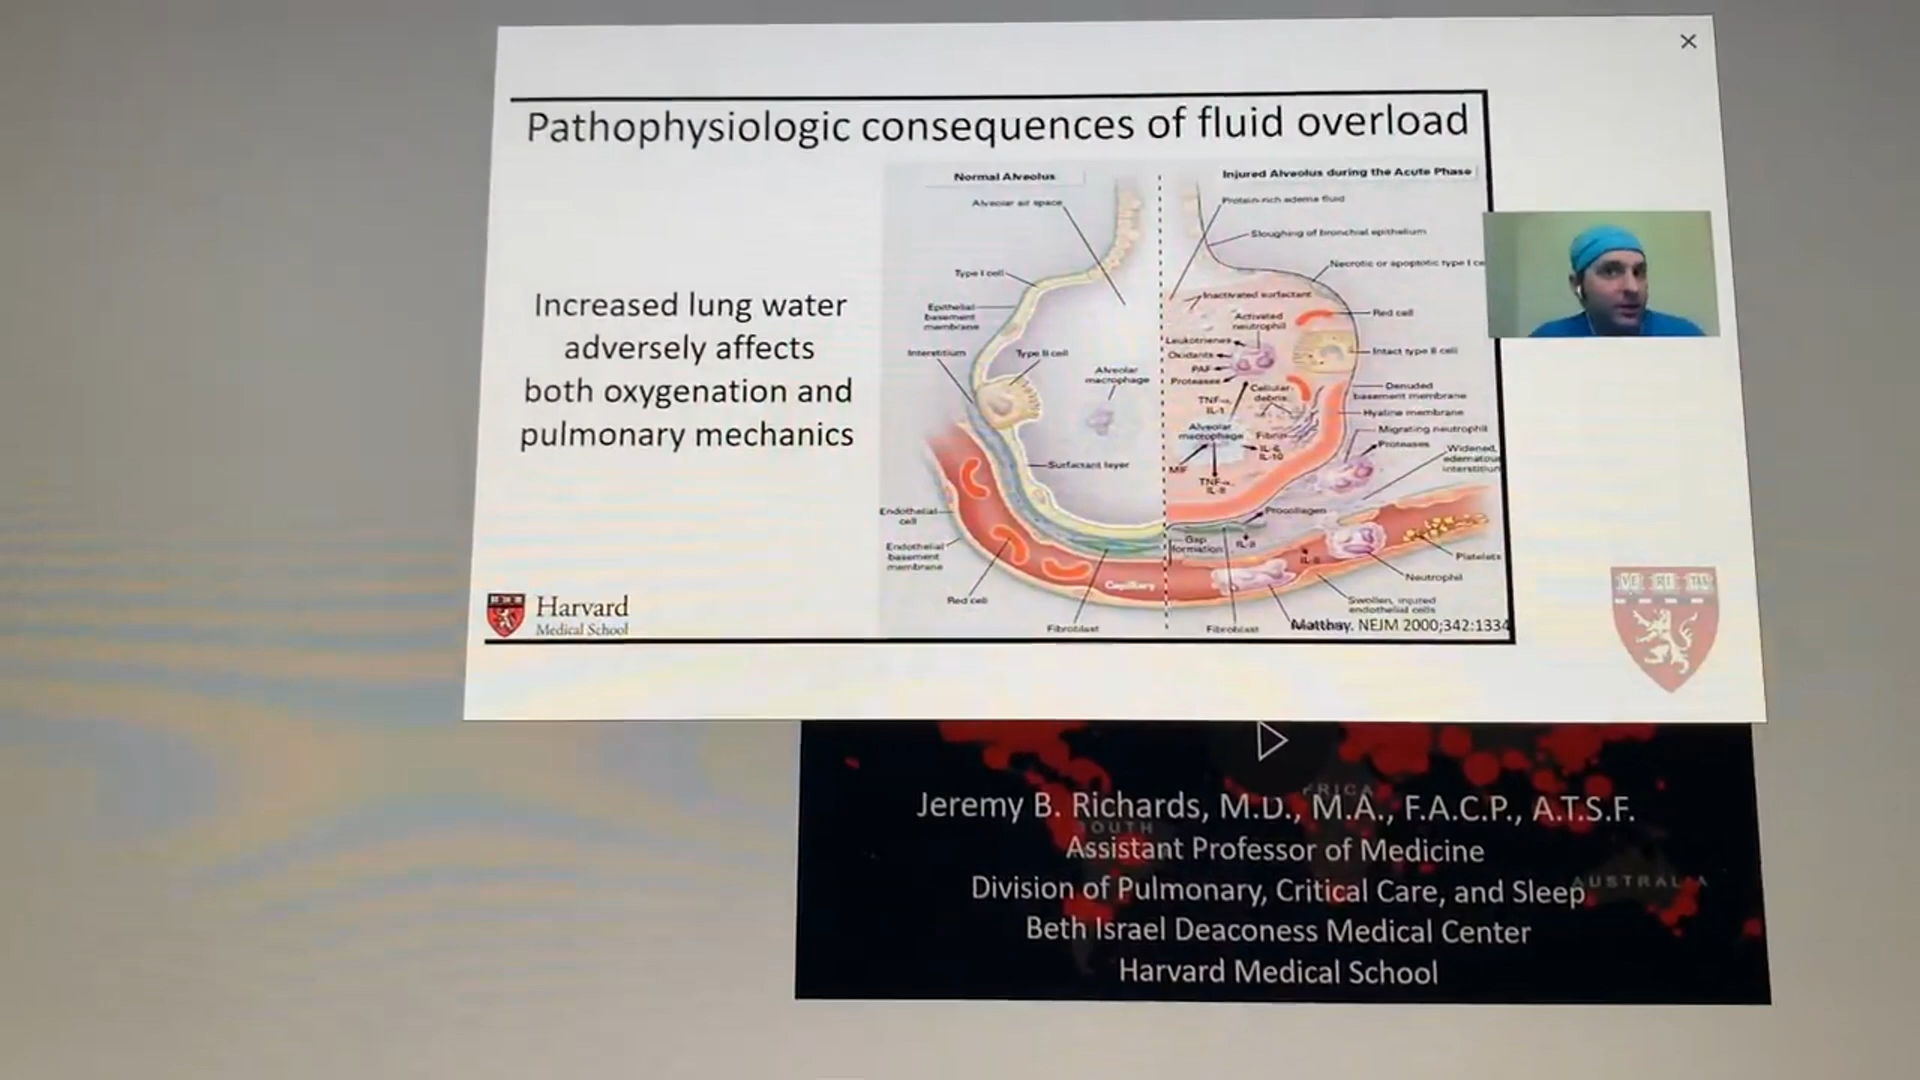 Pathophysiologic consequences of fluid overload
Increased lung water
adversely affects
both oxygenation and
pulmonary mechanics
Normal Alveolus
Alveolar air space
Type I cell
Epithelial
basement
membrane
Interstitium
Type II cell
Alveolar
macrophage
Surfactant layer
Endothelial
cell
Endothelial
basement
membrane
Red cell
Capillary
Fibroblast
Injured Alveolus during the Acute Phase
Protein-rich edema fluid
Sloughing of bronchial epithelium
Necrotic or apoptotic type I ce
Inactivated surfactant
Activated
neutrophil
Red cell
Leukotrienes
Oxidants
PAF
Proteases
Intact type II cell
Cellular
debris
TNF-α,
IL-1
Denuded
basement membrane
Hyaline membrane
Alveolar
macrophage
Fibrin
Migrating neutrophil
Proteases
IL-6,
IL-10
MIF
TNF-α,
IL-8
Widened,
edematou
interstitium
Procollagen
Gap
formation
IL-8
IL-8
Platelets
Neutrophil
Swollen, injured
endothelial cells
Fibroblast
Matthay. NEJM 2000;342:1334
Harvard
Medical School
VE RI TAS
Jeremy B. Richards, M.D., M.A., F.A.C.P., A.T.S.F.
Assistant Professor of Medicine
Division of Pulmonary, Critical Care, and Sleep
Beth Israel Deaconess Medical Center
Harvard Medical School
SOUTH
AFRICA
AUSTRALIA